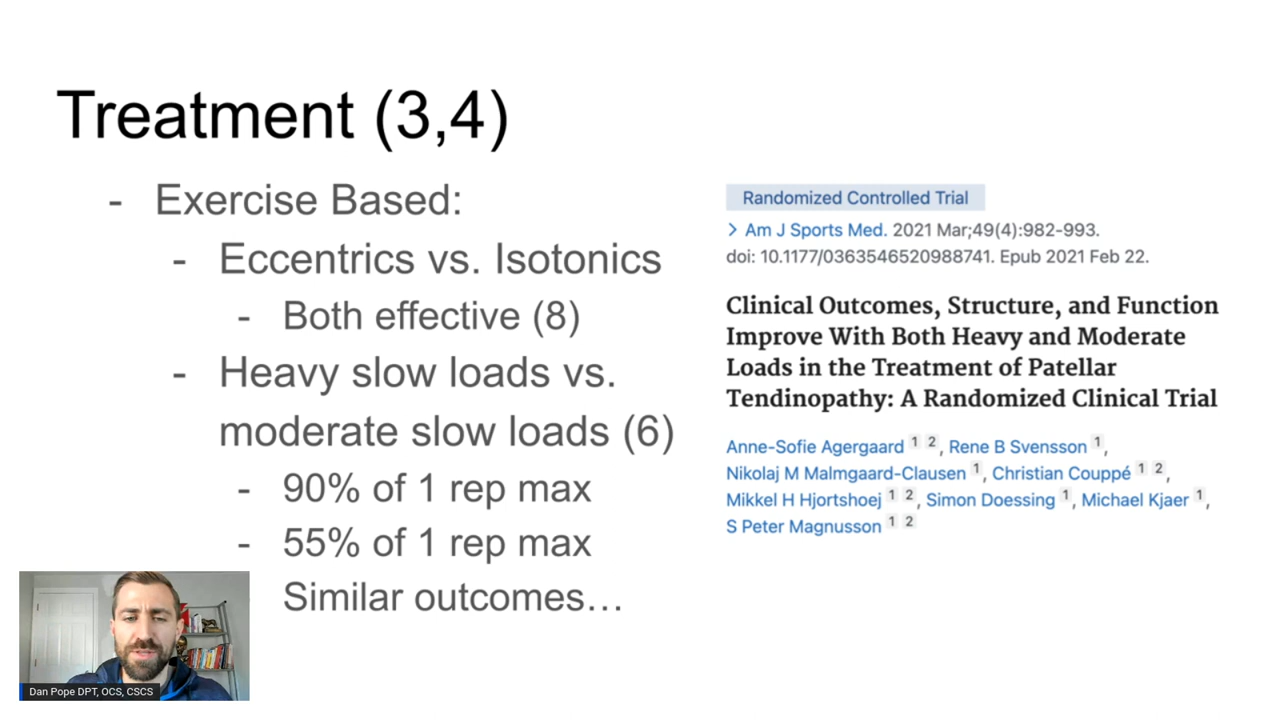 Treatment (3,4)
- Exercise Based:
- Eccentrics vs. Isotonics
- Both effective (8)
- Heavy slow loads vs.
moderate slow loads (6)
- 90% of 1 rep max
- 55% of 1 rep max
Similar outcomes...
Randomized Controlled Trial
> Am J Sports Med. 2021 Mar;49(4):982-993.
doi: 10.1177/0363546520988741. Epub 2021 Feb 22.
Clinical Outcomes, Structure, and Function
Improve With Both Heavy and Moderate
Loads in the Treatment of Patellar
Tendinopathy: A Randomized Clinical Trial
Anne-Sofie Agergaard 1 2, Rene B Svensson 1,
Nikolaj M Malmgaard-Clausen 1, Christian Couppé 1 2,
Mikkel H Hjortshoej 1 2, Simon Doessing 1, Michael Kjaer 1,
S Peter Magnusson 1 2
Dan Pope DPT, OCS, CSCS